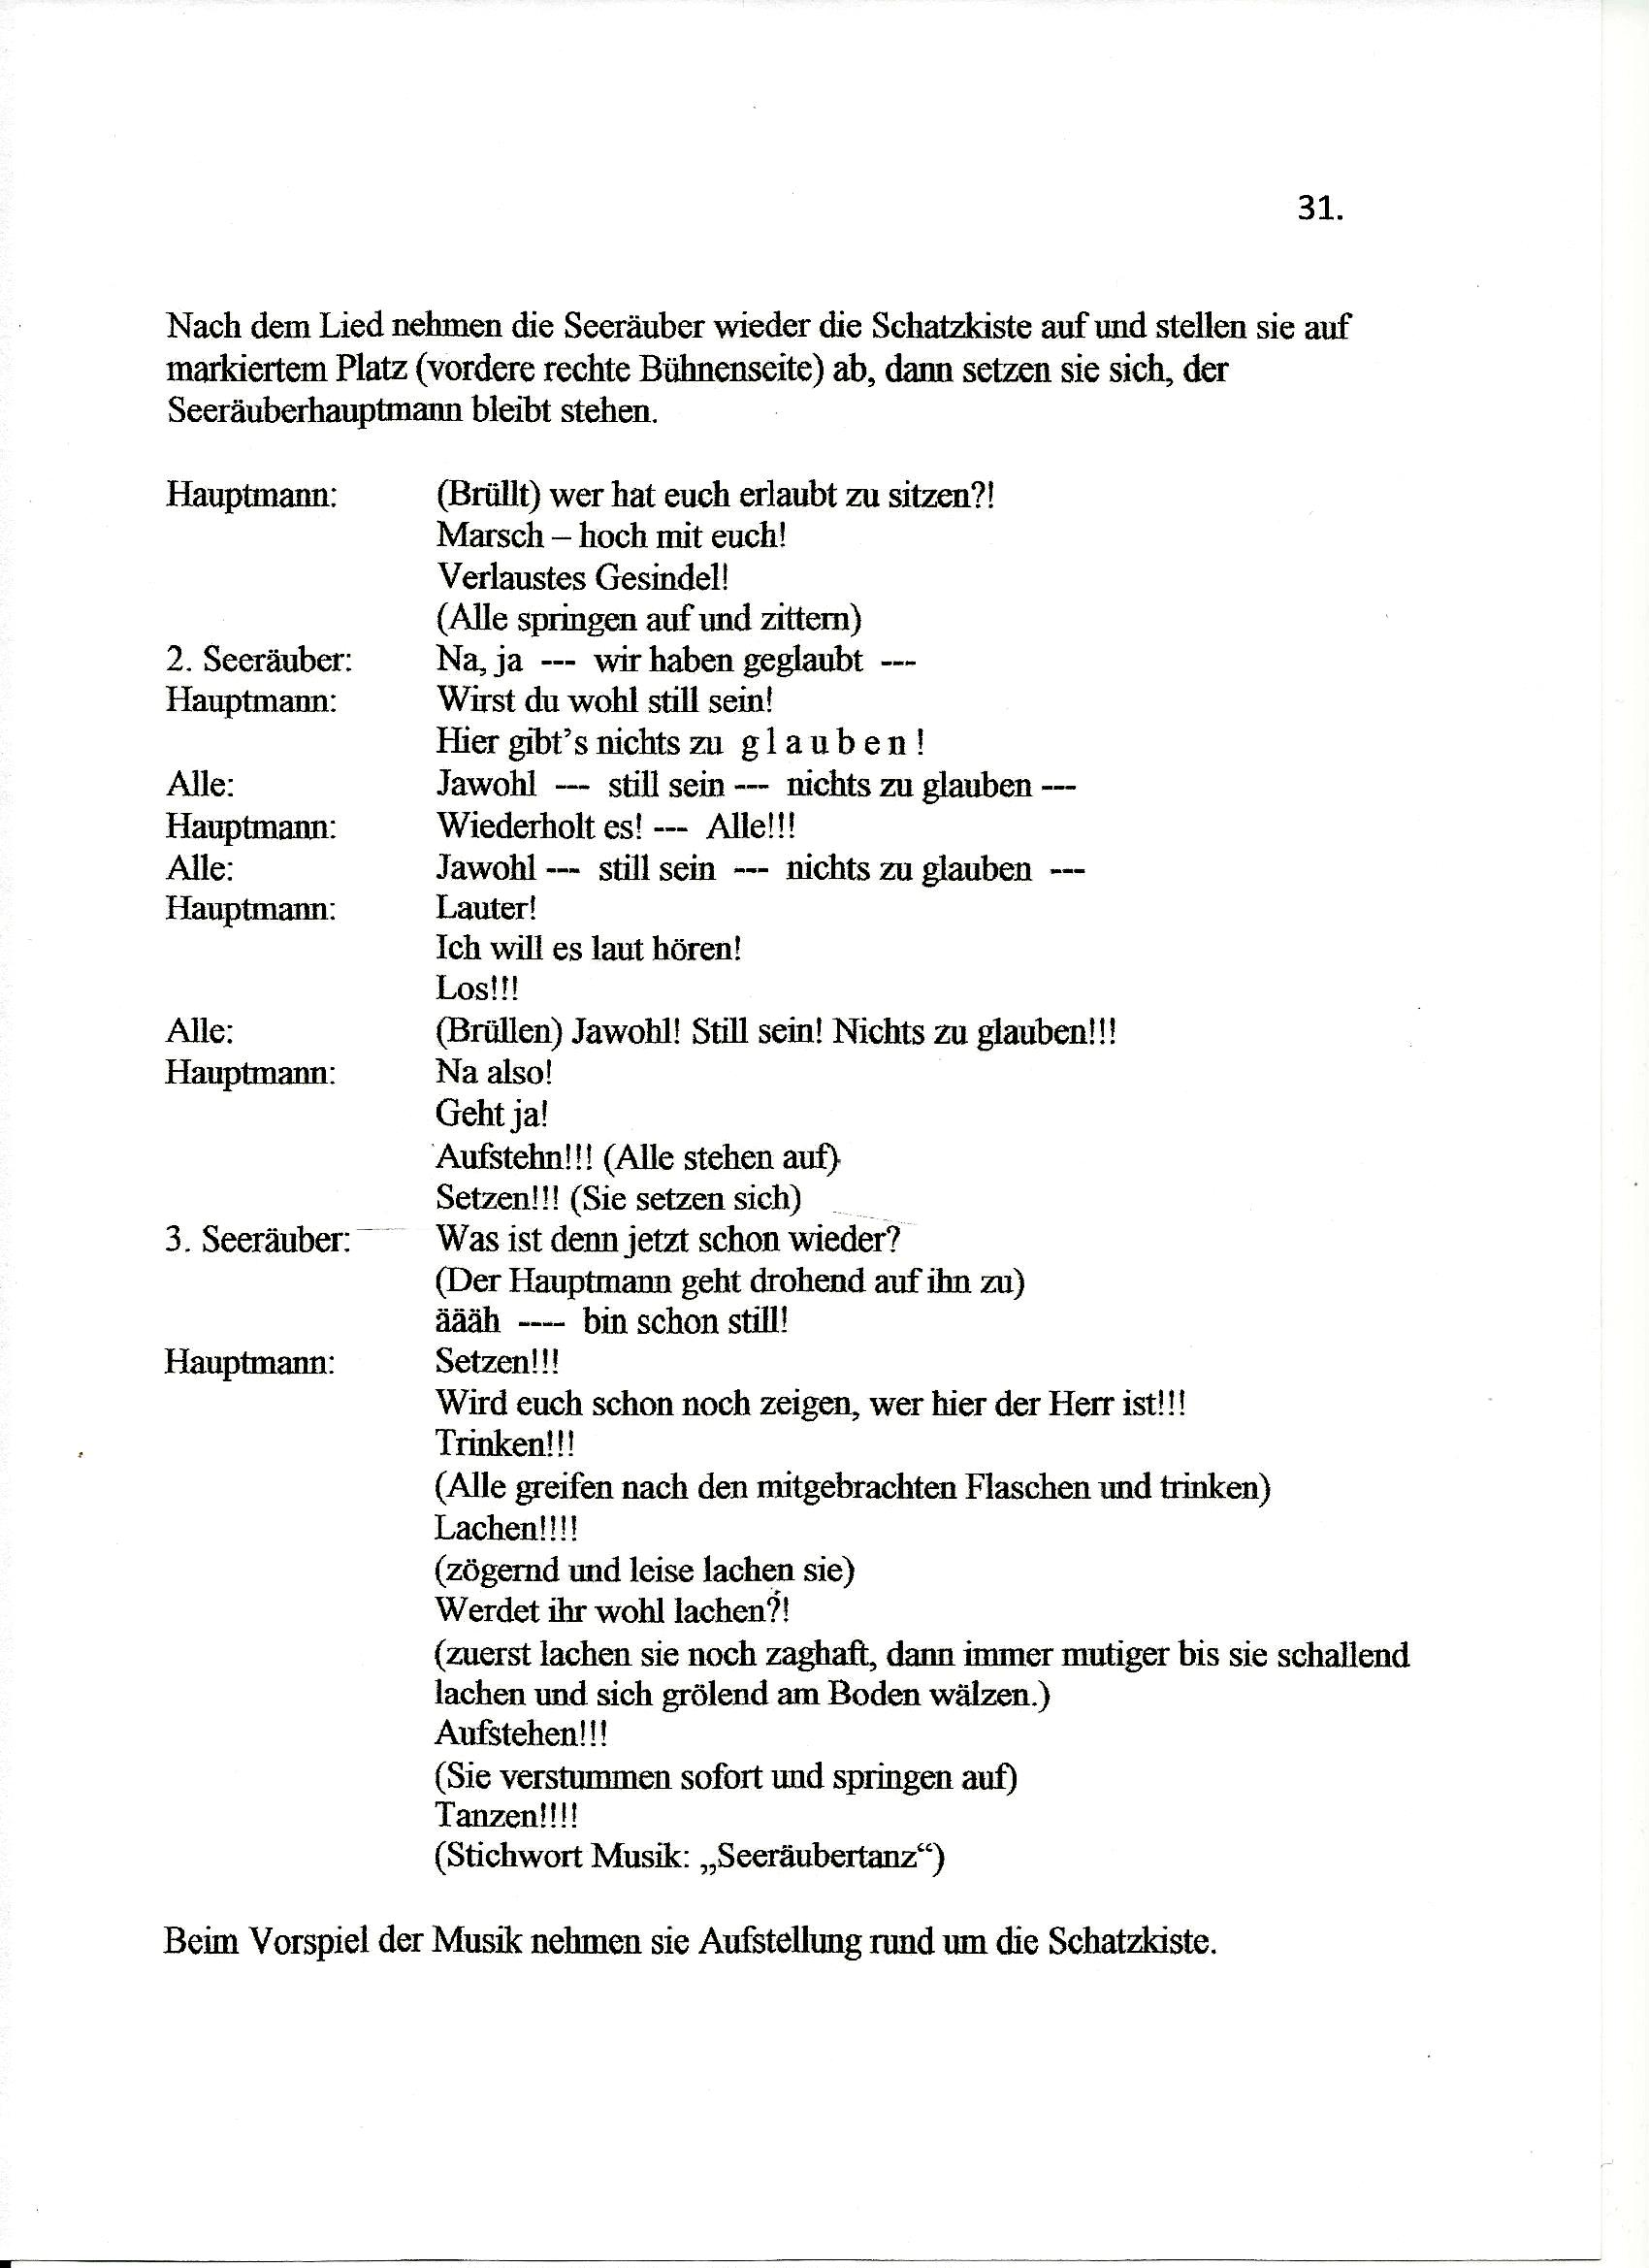 31.
Nach dem Lied nehmen die Seeräuber wieder die Schatzkiste auf und stellen sie auf
markiertem Platz (vordere rechte Bühnenseite) ab, dann setzen sie sich, der
Seeräuberhauptmann bleibt stehen.
Hauptmann: (Brüllt) wer hat euch erlaubt zu sitzen?!
Marsch – hoch mit euch!
Verlaustes Gesindel!
(Alle springen auf und zittern)
2. Seeräuber: Na, ja --- wir haben geglaubt ---
Hauptmann: Wirst du wohl still sein!
Hier gibt's nichts zu g l a u b e n !
Alle: Jawohl --- still sein --- nichts zu glauben ---
Hauptmann: Wiederholt es! --- Alle!!!
Alle: Jawohl --- still sein --- nichts zu glauben ---
Hauptmann: Lauter!
Ich will es laut hören!
Los!!!
Alle: (Brüllen) Jawohl! Still sein! Nichts zu glauben!!!
Hauptmann: Na also!
Geht ja!
Aufstehn!!! (Alle stehen auf)
Setzen!!! (Sie setzen sich)
3. Seeräuber: Was ist denn jetzt schon wieder?
(Der Hauptmann geht drohend auf ihn zu)
äääh ---- bin schon still!
Hauptmann: Setzen!!!
Wird euch schon noch zeigen, wer hier der Herr ist!!!
Trinken!!!
(Alle greifen nach den mitgebrachten Flaschen und trinken)
Lachen!!!!
(zögernd und leise lachen sie)
Werdet ihr wohl lachen?!
(zuerst lachen sie noch zaghaft, dann immer mutiger bis sie schallend
lachen und sich grölend am Boden wälzen.)
Aufstehen!!!
(Sie verstummen sofort und springen auf)
Tanzen!!!!
(Stichwort Musik: „Seeräubertanz“)
Beim Vorspiel der Musik nehmen sie Aufstellung rund um die Schatzkiste.